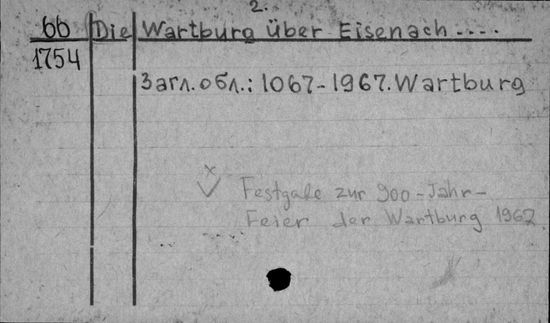 2.
66 Die Wartburg über Eisenach....
1754
Загл. обл.: 1067-1967. Wartburg
Festgabe zur 900-Jahr-
Feier der Wartburg 1967